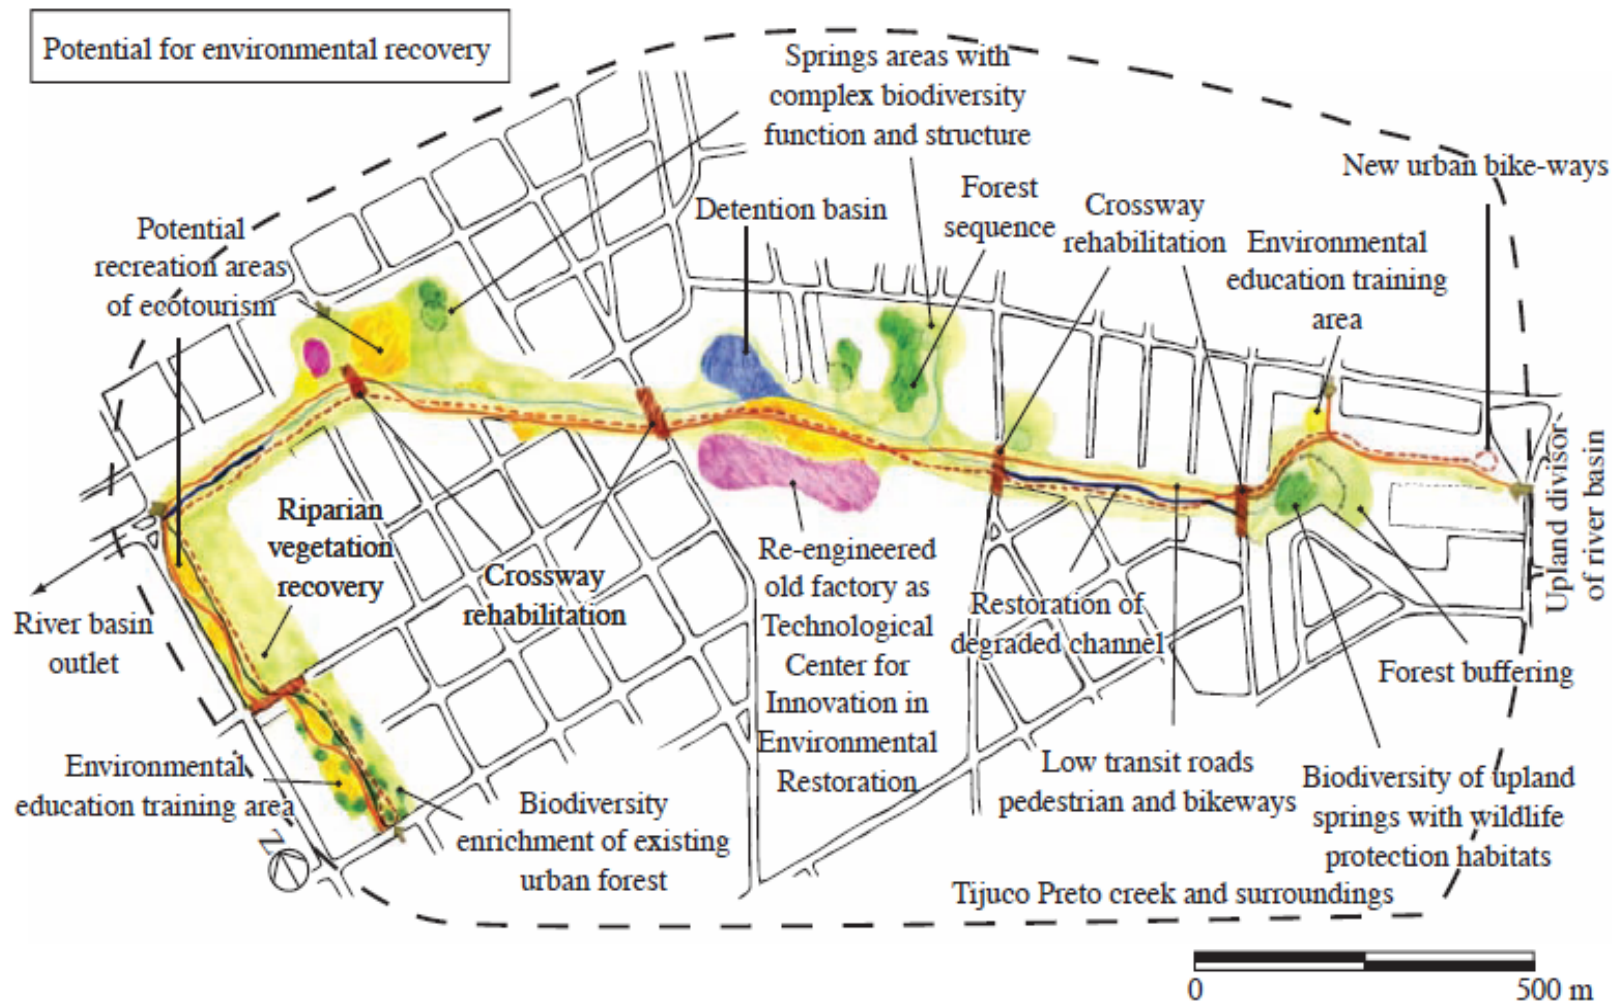 Potential for environmental recovery
Springs areas with
complex biodiversity
function and structure
New urban bike-ways
Forest
sequence
Detention basin
Crossway
rehabilitation
Potential
recreation areas
of ecotourism
Environmental
education training
area
Riparian
vegetation
recovery
Crossway
rehabilitation
Re-engineered
old factory as
Technological
Center for
Innovation in
Environmental
Restoration
Restoration of
degraded channel
Upland divisor
of river basin
River basin
outlet
Forest buffering
Environmental
education training area
Biodiversity
enrichment of existing
urban forest
Low transit roads
pedestrian and bikeways
Biodiversity of upland
springs with wildlife
protection habitats
N
Tijuco Preto creek and surroundings
0 500 m